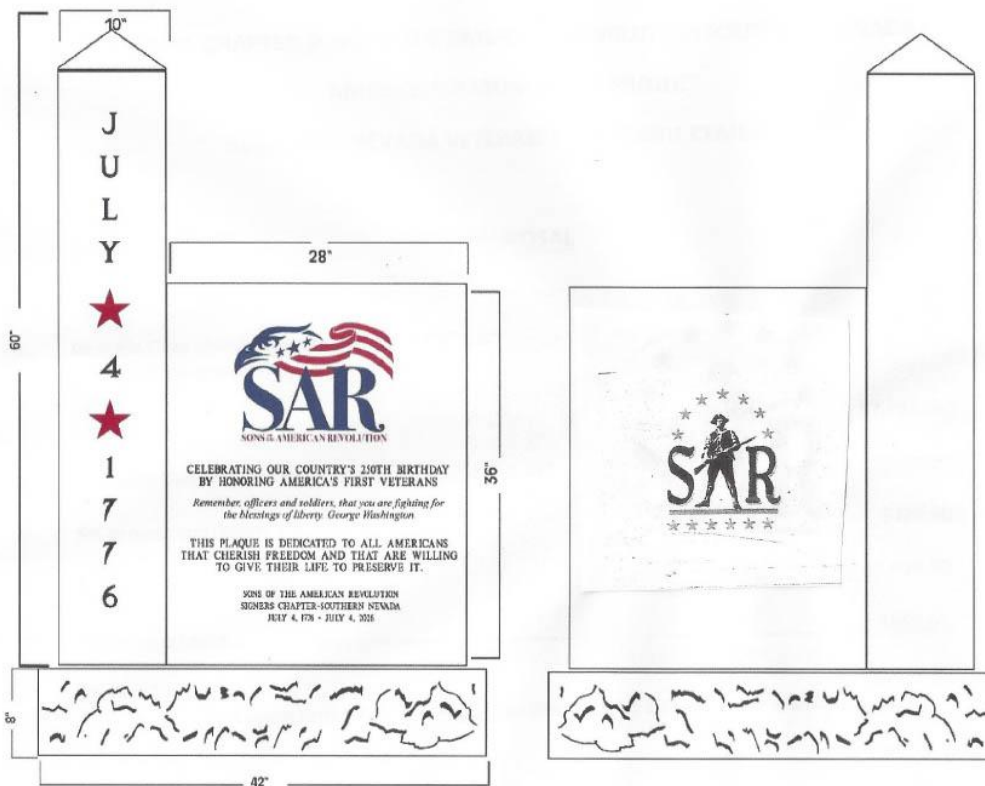 10"
J
U
L
Y
4
1
7
7
6
60"
28"
36"
SAR
SONS OF THE AMERICAN REVOLUTION
CELEBRATING OUR COUNTRY'S 250TH BIRTHDAY
BY HONORING AMERICA'S FIRST VETERANS
Remember, officers and soldiers, that you are fighting for
the blessings of liberty. George Washington
THIS PLAQUE IS DEDICATED TO ALL AMERICANS
THAT CHERISH FREEDOM AND THAT ARE WILLING
TO GIVE THEIR LIFE TO PRESERVE IT.
SONS OF THE AMERICAN REVOLUTION
SIGNERS CHAPTER-SOUTHERN NEVADA
JULY 4, 1776 - JULY 4, 2026
8"
42"
SAR